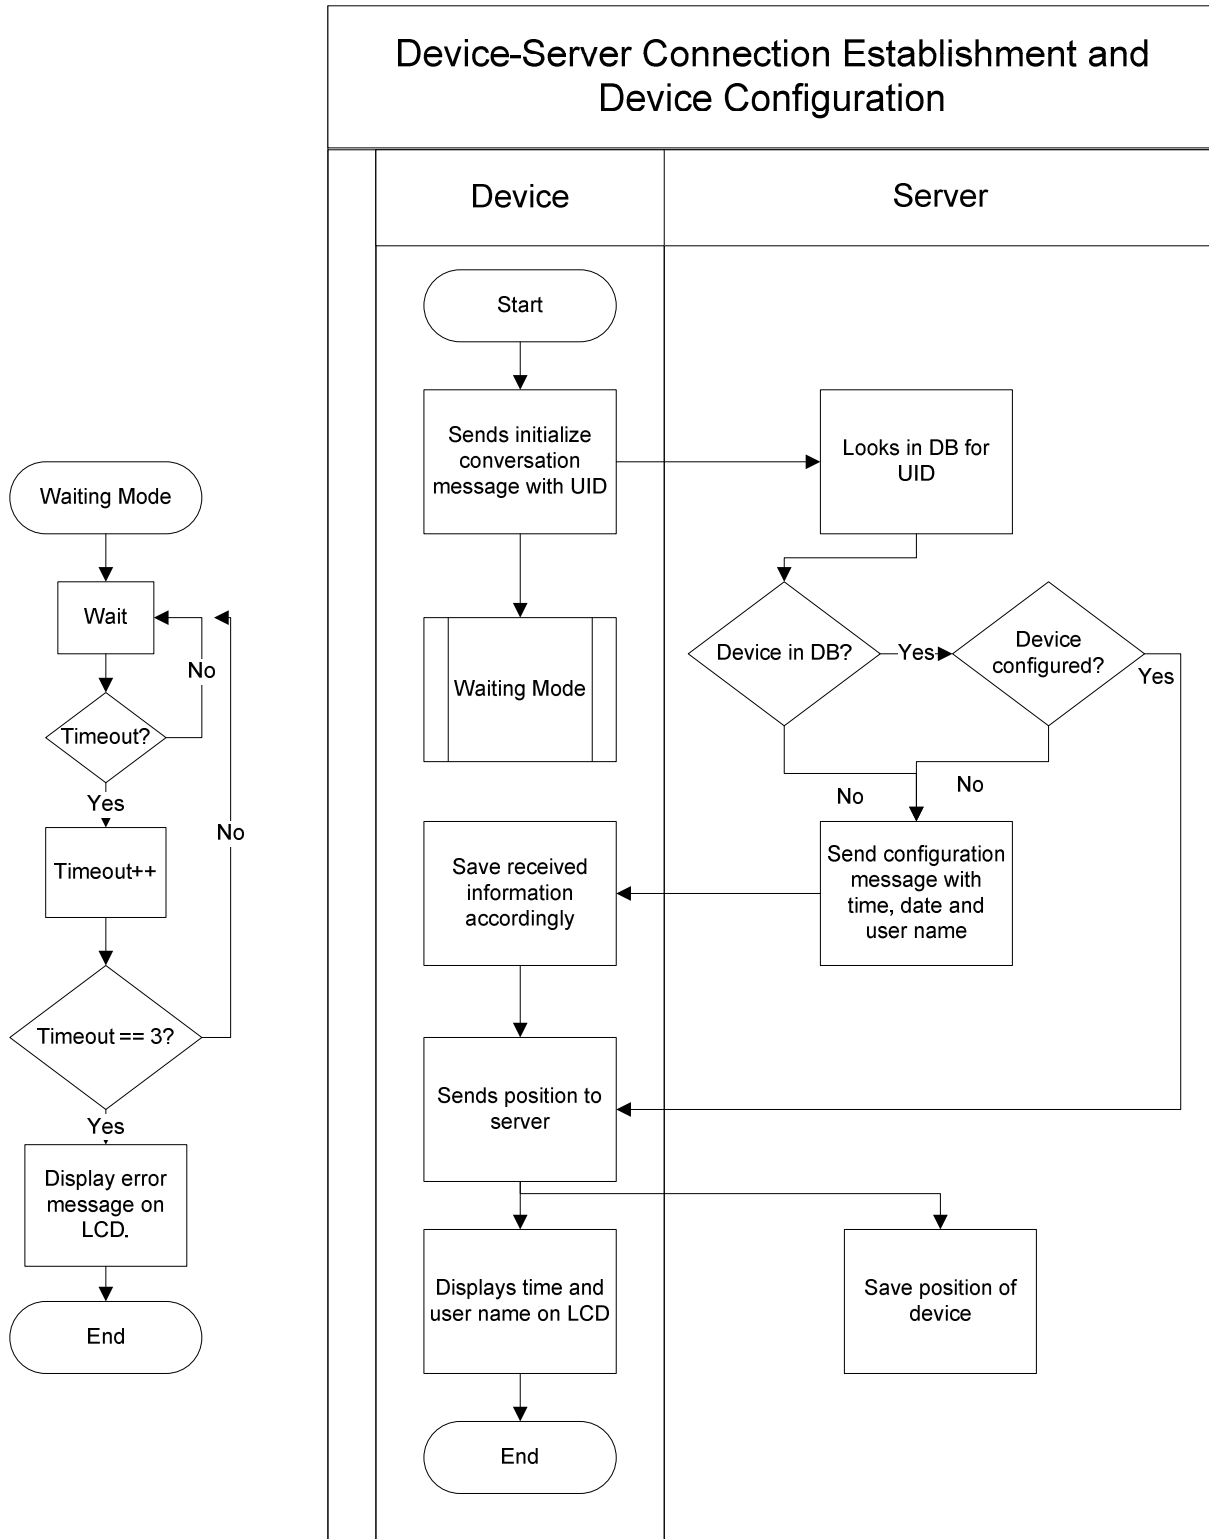 Device-Server Connection Establishment and
Device Configuration
Device
Server
Start
Sends initialize
conversation
message with UID
Looks in DB for
UID
Waiting Mode
Wait
No
Timeout?
Yes
Timeout++
No
Timeout == 3?
Yes
Display error
message on
LCD.
End
Waiting Mode
Device in DB?
Yes
Device
configured?
Yes
No
No
Save received
information
accordingly
Send configuration
message with
time, date and
user name
Sends position to
server
Displays time and
user name on LCD
Save position of
device
End